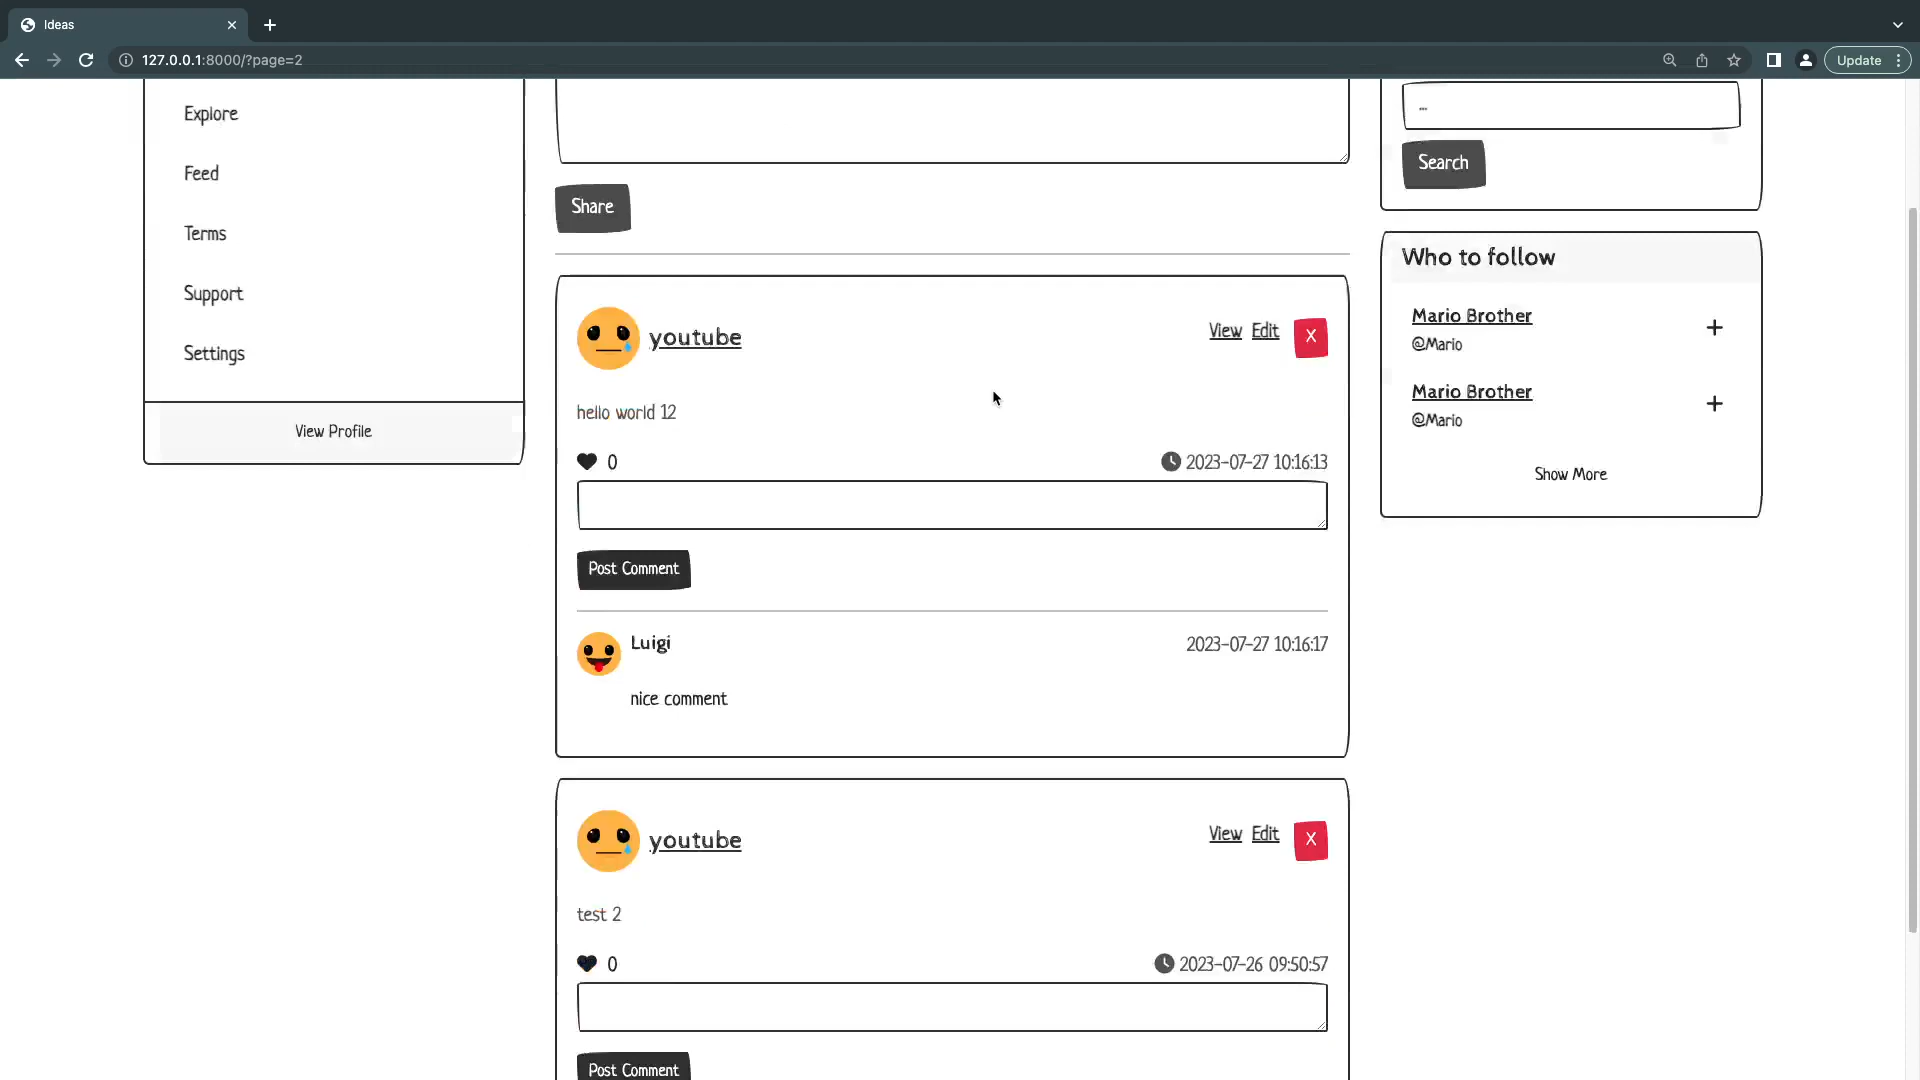 Ideas
127.0.0.1:8000/?page=2
Update
Explore
Feed
Terms
Support
Settings
View Profile
Share
youtube
View Edit X
hello world 12
0
2023-07-27 10:16:13
Post Comment
Luigi
2023-07-27 10:16:17
nice comment
youtube
View Edit X
test 2
0
2023-07-26 09:50:57
Post Comment
...
Search
Who to follow
Mario Brother
@Mario
+
Mario Brother
@Mario
+
Show More